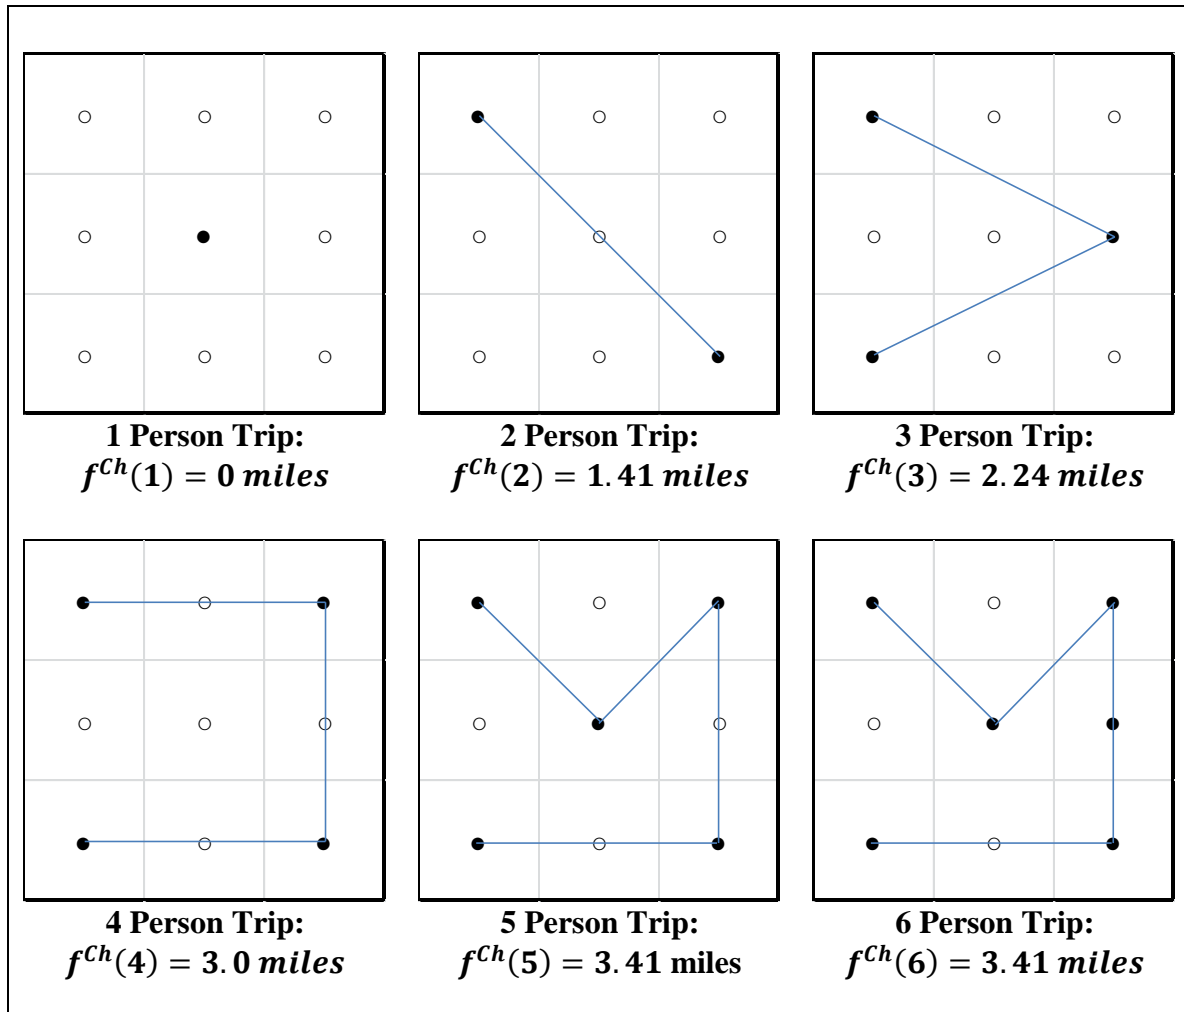 1 Person Trip:
f^Ch(1) = 0 miles
2 Person Trip:
f^Ch(2) = 1.41 miles
3 Person Trip:
f^Ch(3) = 2.24 miles
4 Person Trip:
f^Ch(4) = 3.0 miles
5 Person Trip:
f^Ch(5) = 3.41 miles
6 Person Trip:
f^Ch(6) = 3.41 miles